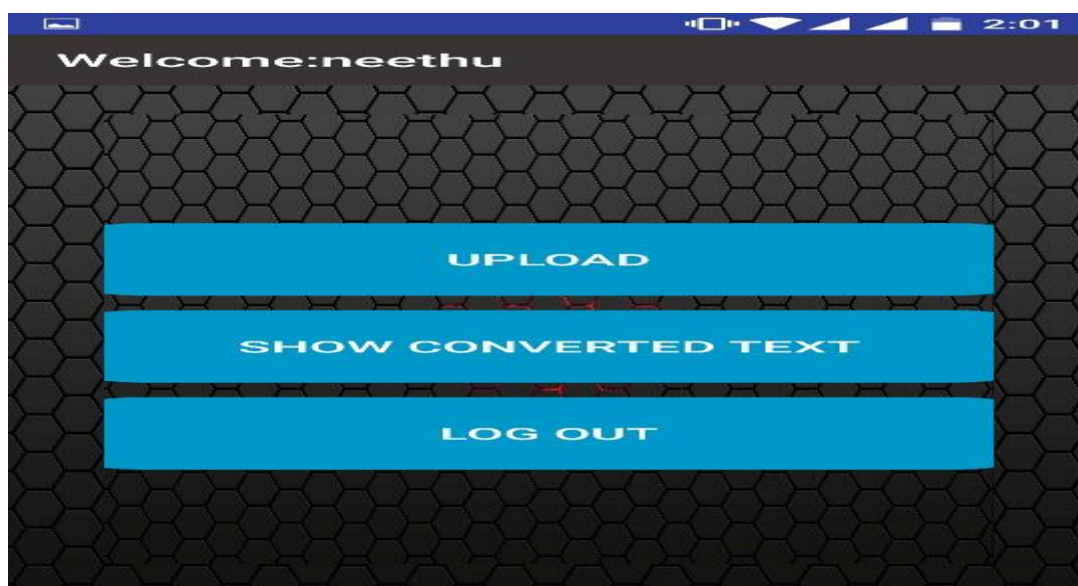 2:01
Welcome:neethu
UPLOAD
SHOW CONVERTED TEXT
LOG OUT